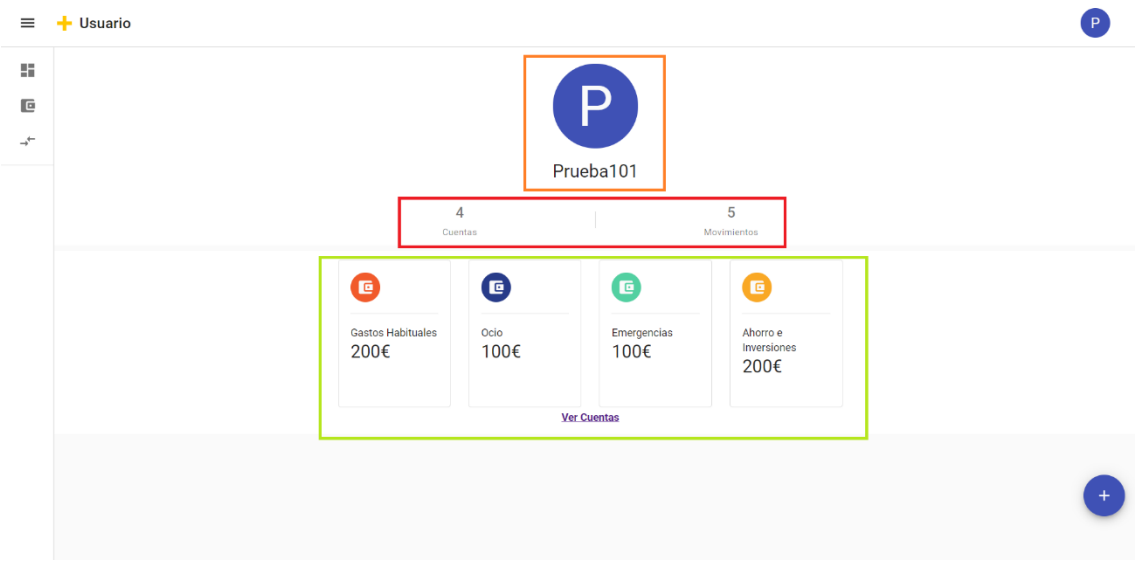 Usuario
P
P
Prueba101
4
Cuentas
5
Movimientos
Gastos Habituales
200€
Ocio
100€
Emergencias
100€
Ahorro e
Inversiones
200€
Ver Cuentas